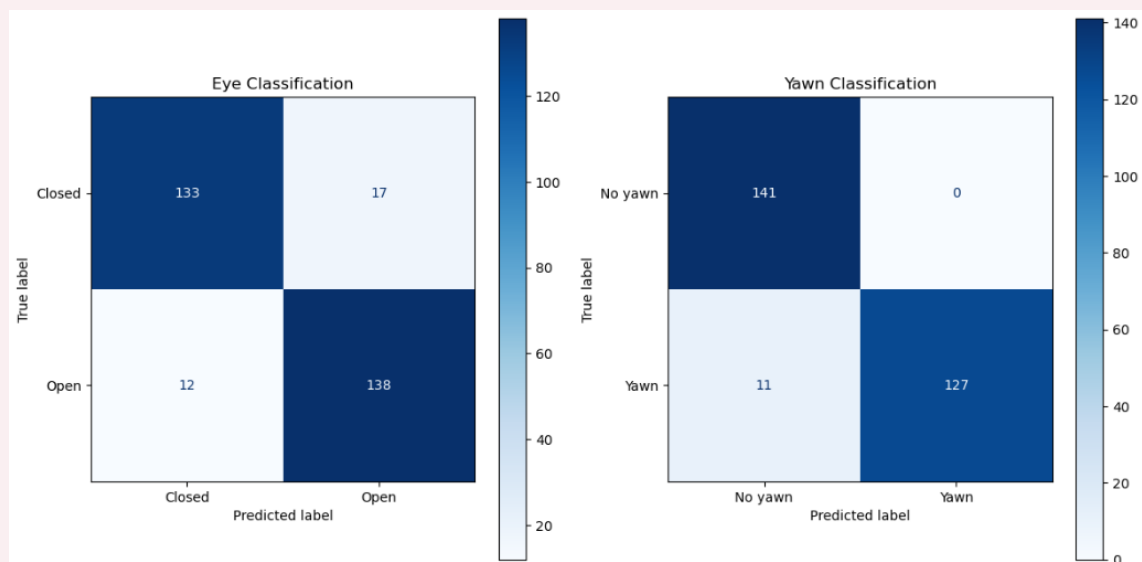 Eye Classification
Closed
133
17
Open
12
138
Closed
Open
Predicted label
True label
120
100
80
60
40
20
Yawn Classification
No yawn
141
0
Yawn
11
127
No yawn
Yawn
Predicted label
True label
140
120
100
80
60
40
20
0